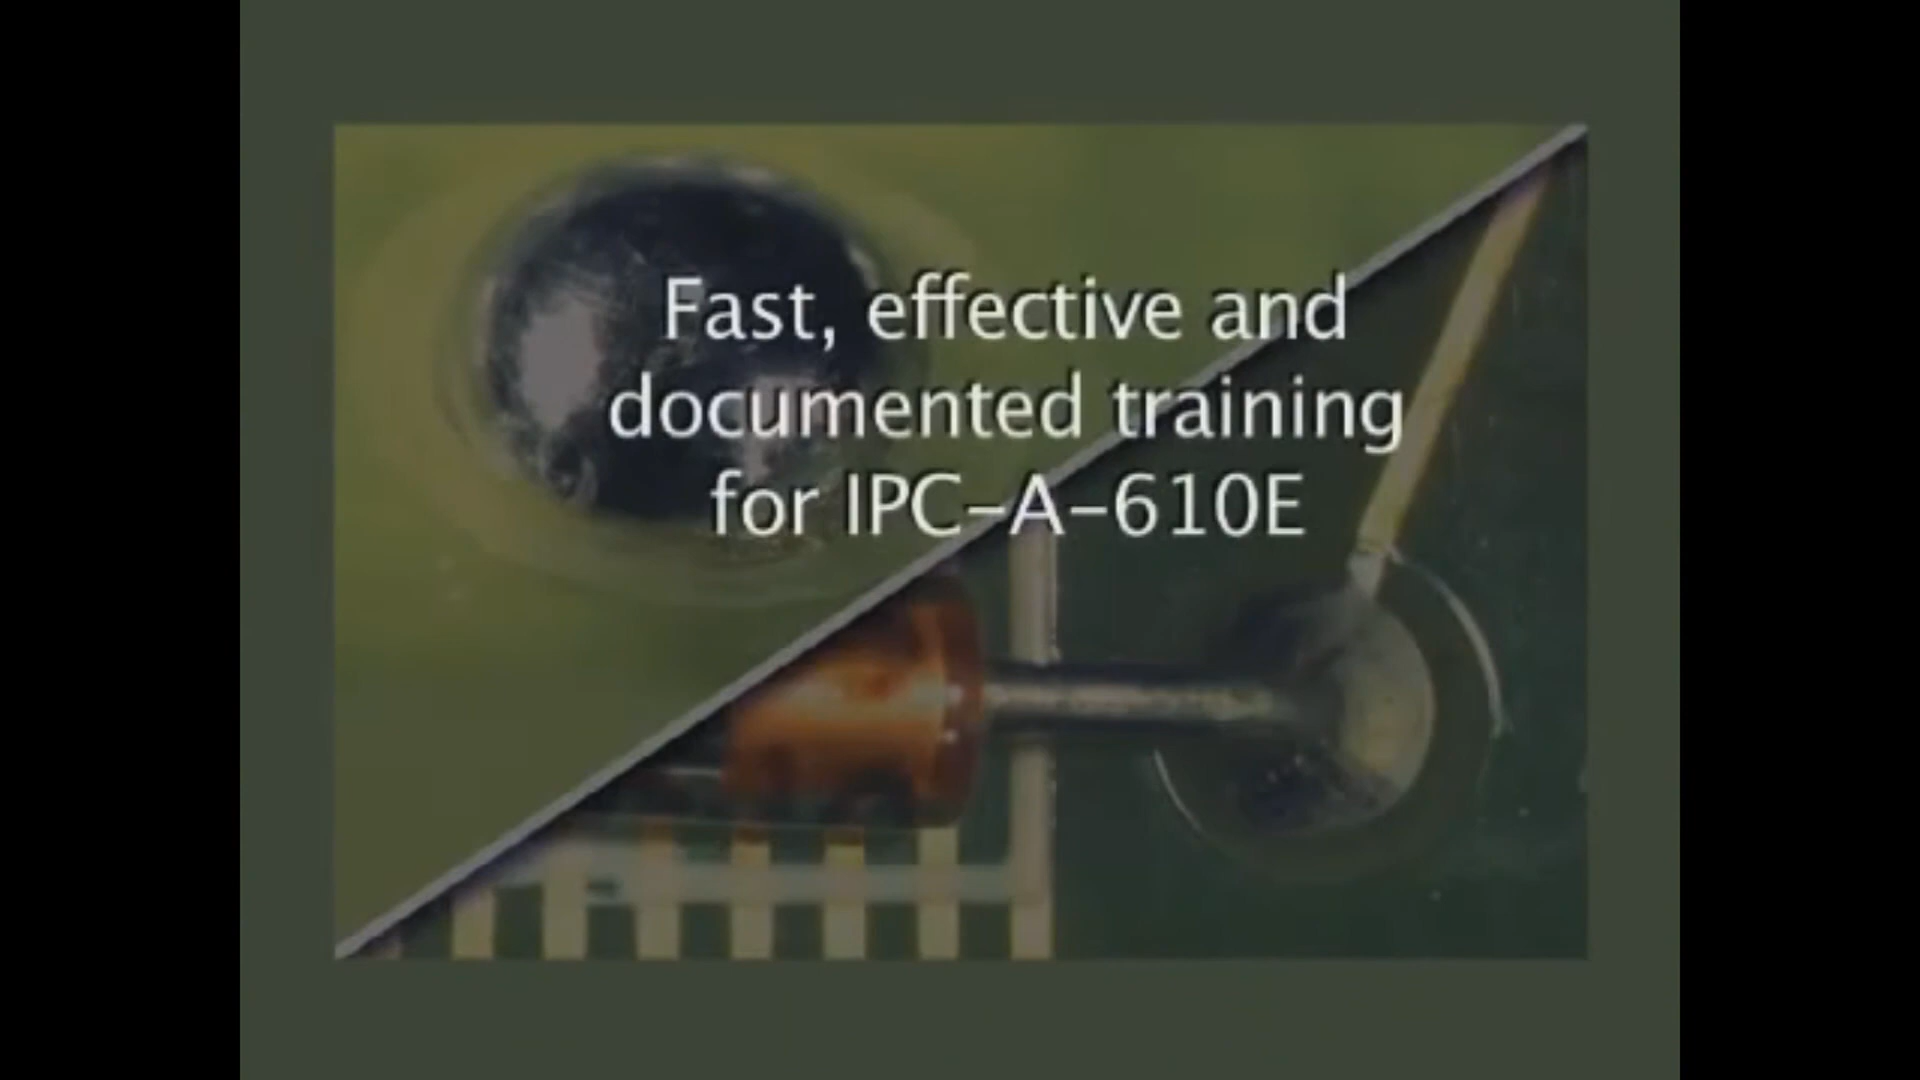 Fast, effective and
documented training
for IPC-A-610E